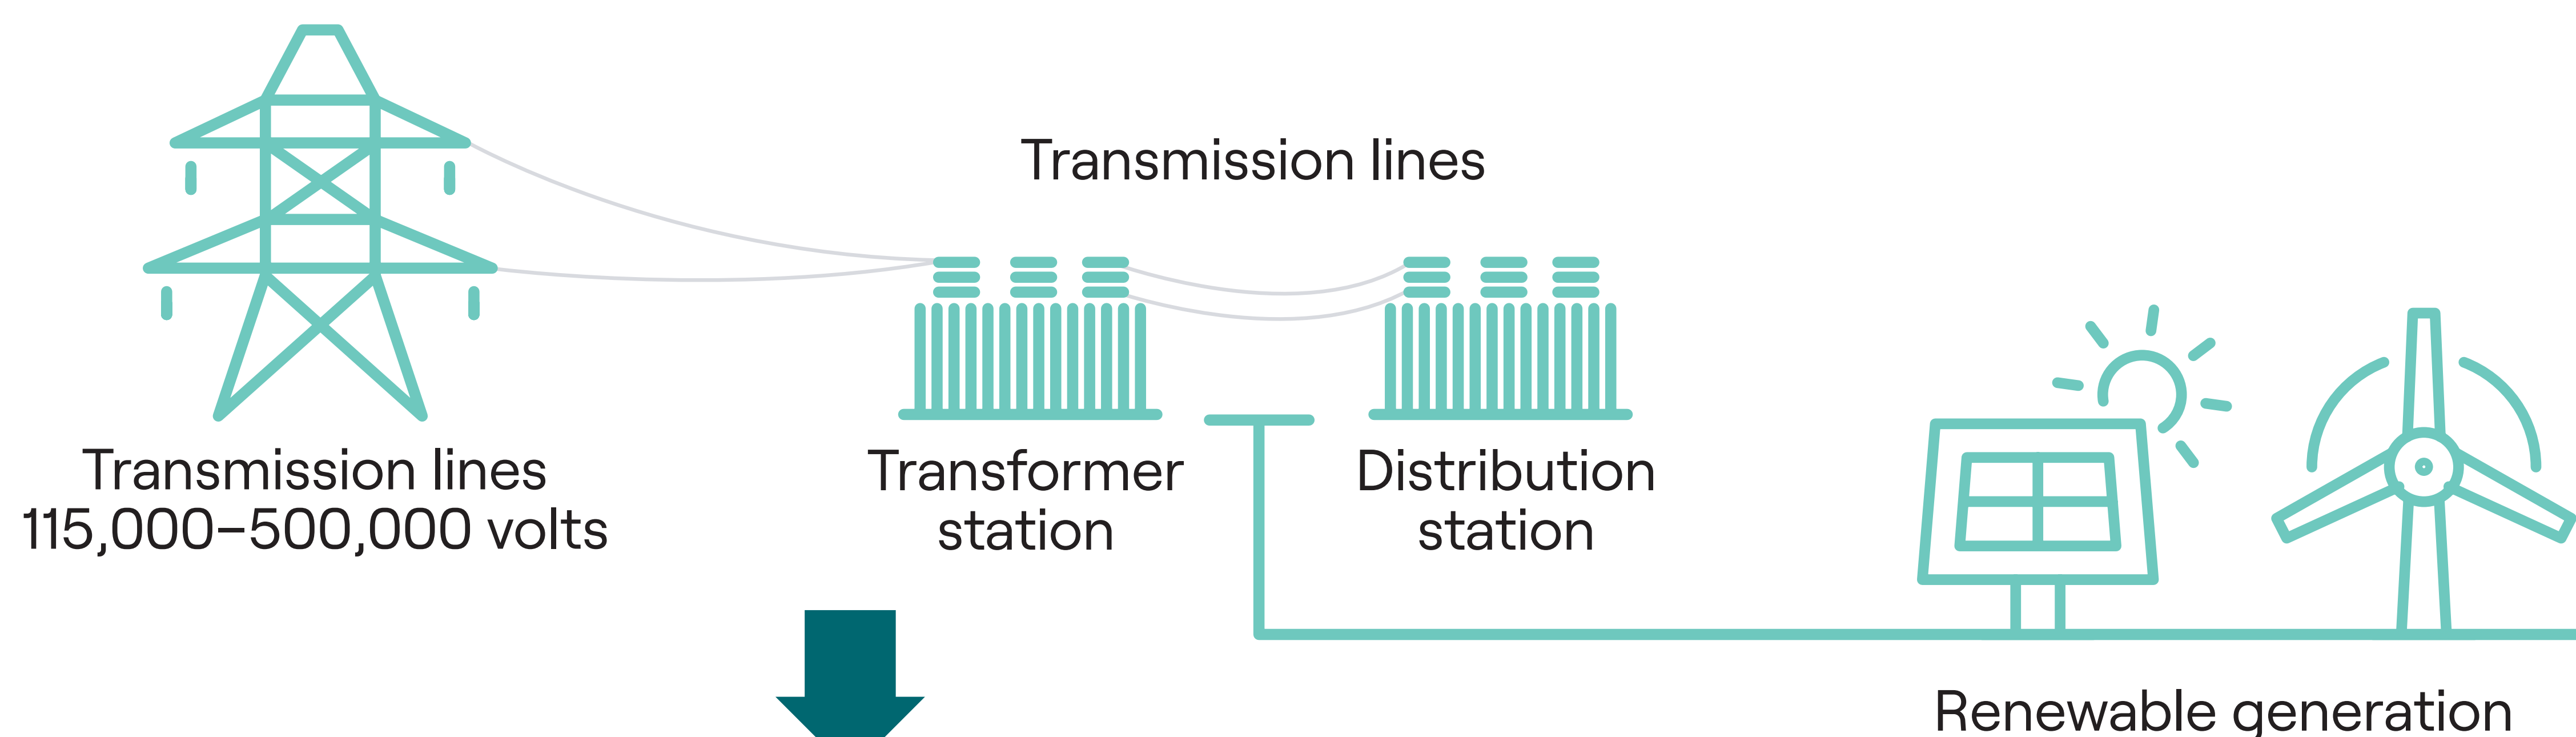 Transmission lines
Transmission lines
115,000–500,000 volts
Transformer
station
Distribution
station
Renewable generation